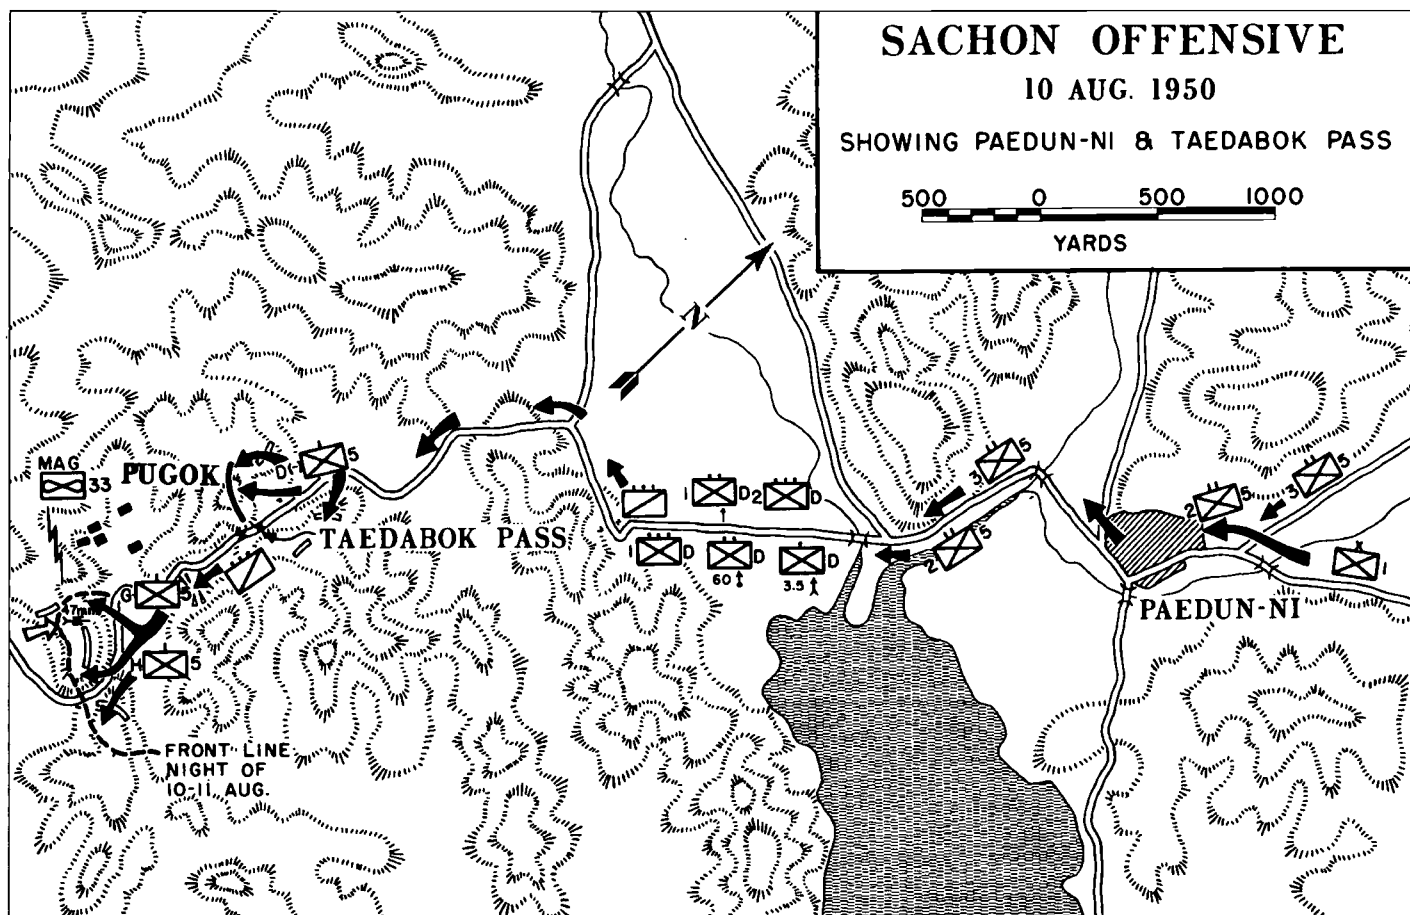 SACHON OFFENSIVE
10 AUG. 1950
SHOWING PAEDUN-NI & TAEDABOK PASS
500 0 500 1000
YARDS
N
MAG
33
PUGOK
D
5
TAEDABOK PASS
G
5
H
5
FRONT LINE
NIGHT OF
10-11, AUG.
1
D
2
D
1
D
D
60
3.5
D
3
5
2
5
2
5
3
5
1
PAEDUN-NI